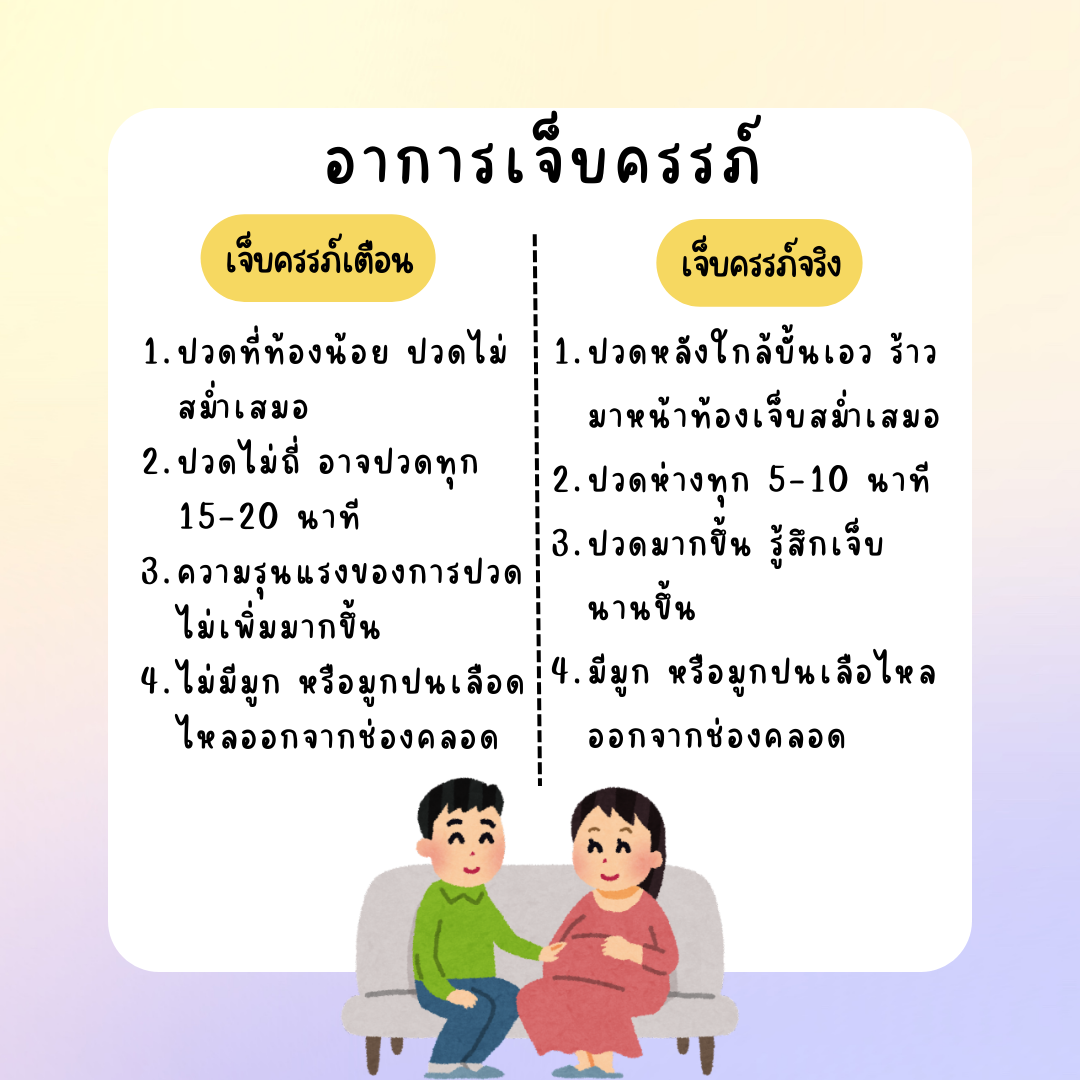 อาการเจ็บครรภ์
เจ็บครรภ์เตือน
1. ปวดที่ท้องน้อย ปวดไม่
สม่ำเสมอ
2. ปวดไม่ถี่ อาจปวดทุก
15-20 นาที
3. ความรุนแรงของการปวด
ไม่เพิ่มมากขึ้น
4. ไม่มีมูก หรือมูกปนเลือด
ไหลออกจากช่องคลอด
เจ็บครรภ์จริง
1. ปวดหลังใกล้บั้นเอว ร้าว
มาหน้าท้องเจ็บสม่ำเสมอ
2. ปวดห่างทุก 5-10 นาที
3. ปวดมากขึ้น รู้สึกเจ็บ
นานขึ้น
4. มีมูก หรือมูกปนเลือไหล
ออกจากช่องคลอด